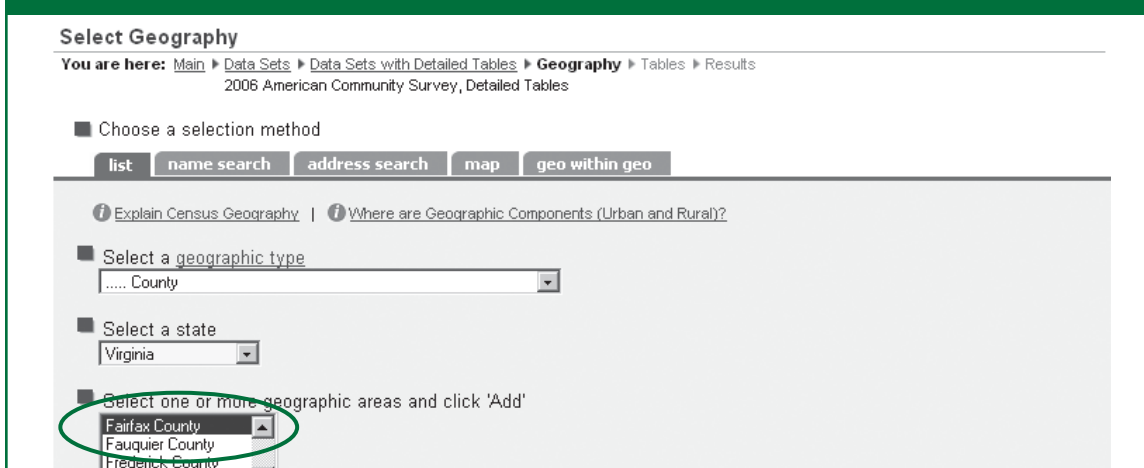 Select Geography
You are here: Main ▶ Data Sets ▶ Data Sets with Detailed Tables ▶ Geography ▶ Tables ▶ Results
2006 American Community Survey, Detailed Tables
Choose a selection method
list name search address search map geo within geo
Explain Census Geography | Where are Geographic Components (Urban and Rural)?
Select a geographic type
..... County
Select a state
Virginia
Select one or more geographic areas and click 'Add'
Fairfax County
Fauquier County
Frederick County